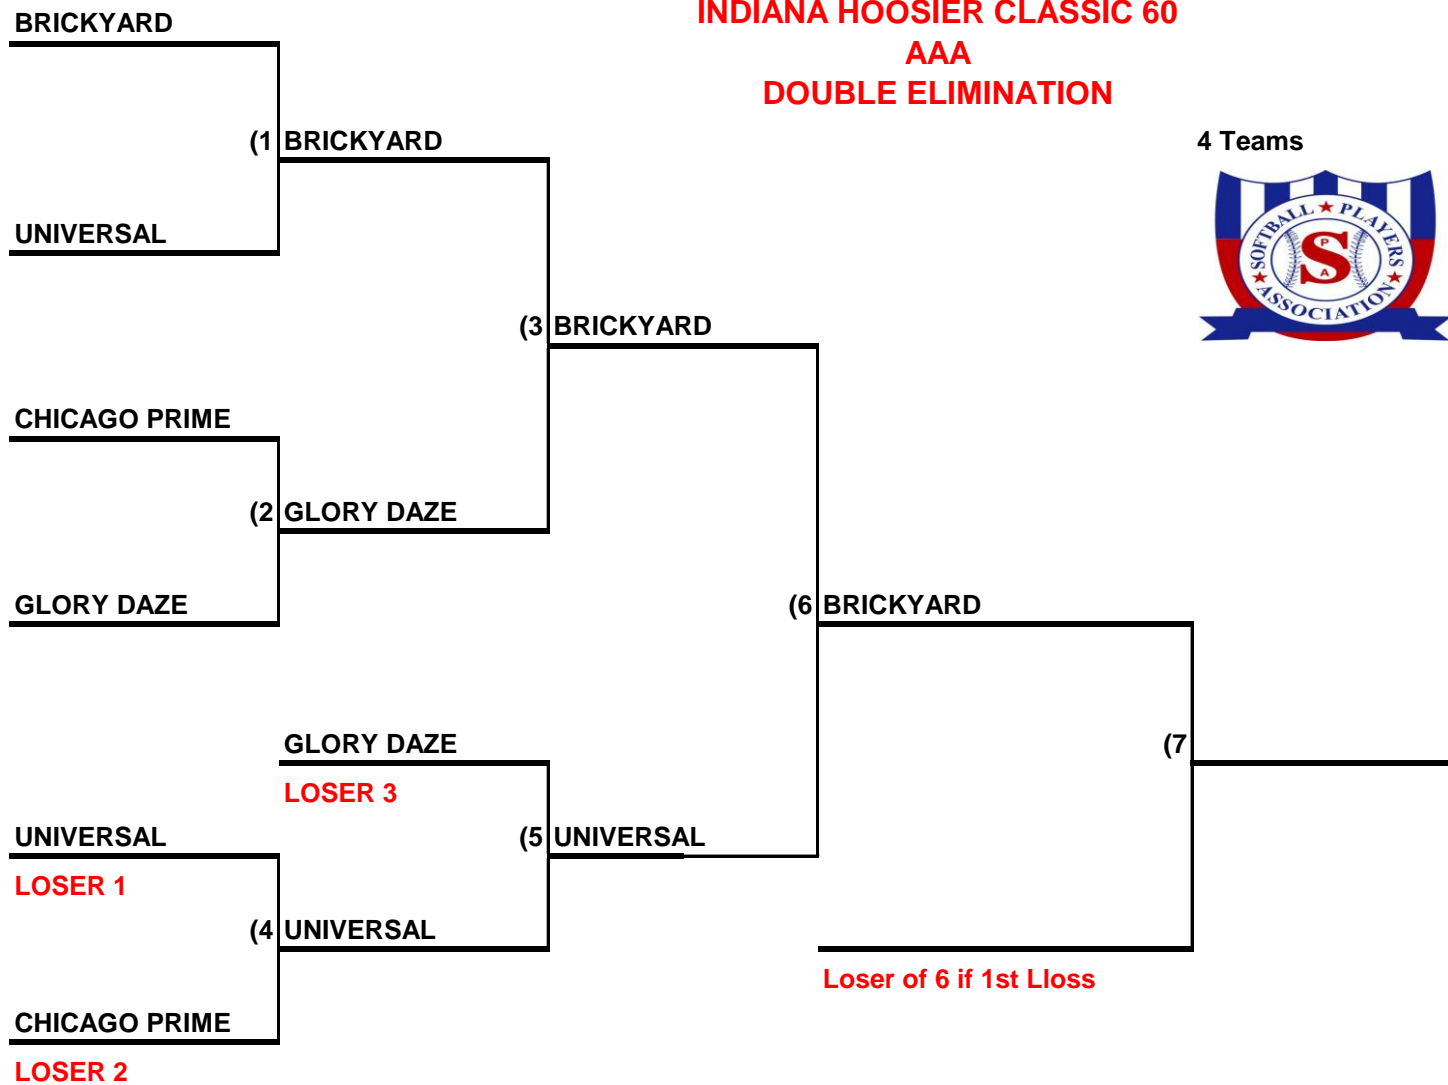 INDIANA HOOSIER CLASSIC 60
AAA
DOUBLE ELIMINATION
4 Teams
SOFTBALL ★ PLAYERS ★ ASSOCIATION ★
P
S
A
BRICKYARD
(1 BRICKYARD
UNIVERSAL
(3 BRICKYARD
CHICAGO PRIME
(2 GLORY DAZE
GLORY DAZE
(6 BRICKYARD
GLORY DAZE
(7
LOSER 3
UNIVERSAL
(5 UNIVERSAL
LOSER 1
(4 UNIVERSAL
Loser of 6 if 1st Lloss
CHICAGO PRIME
LOSER 2